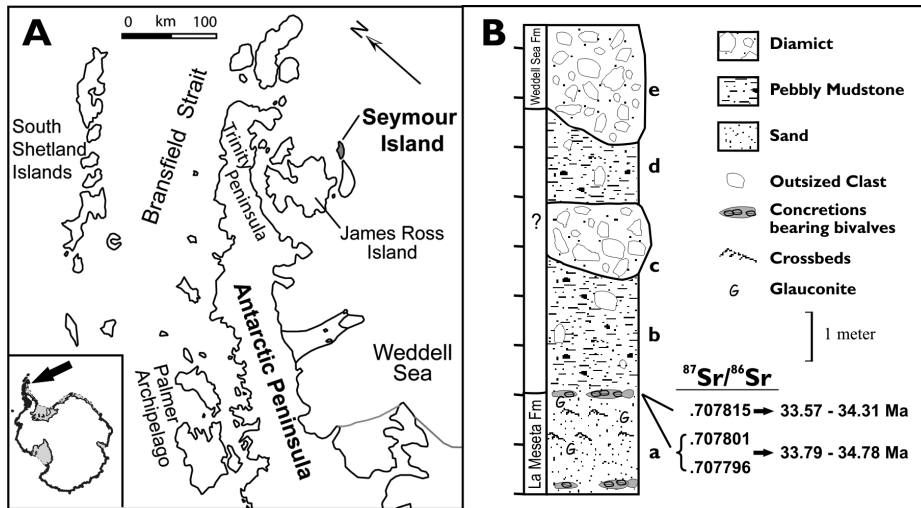 A
0 km 100
N
South
Shetland
Islands
Bransfield Strait
Trinity
Peninsula
Seymour
Island
James Ross
Island
Antarctic Peninsula
Weddell
Sea
Palmer
Archipelago
B
Weddell Sea Fm
?
La Meseta Fm
e
d
c
b
a
G
G
G
Diamict
Pebbly Mudstone
Sand
Outsized Clast
Concretions
bearing bivalves
Crossbeds
G Glauconite
1 meter
87Sr/86Sr
.707815 33.57 - 34.31 Ma
.707801
.707796
33.79 - 34.78 Ma